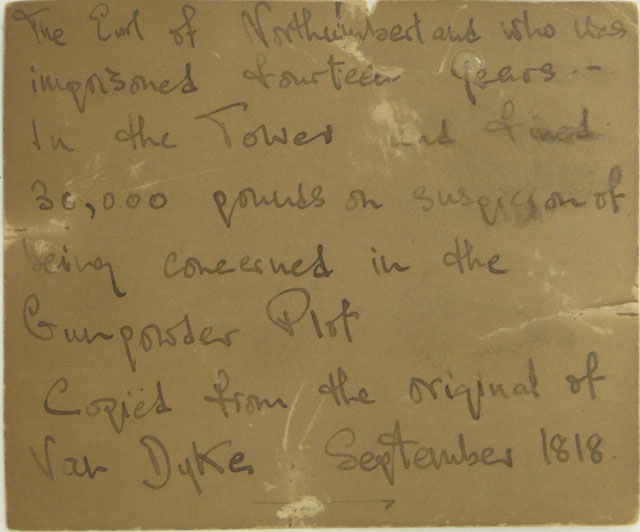 The Earl of Northumberland who was
imprisoned fourteen years -
In the Tower and fined
30,000 pounds on suspicion of
being concerned in the
Gunpowder Plot
Copied from the original of
Van Dyke September 1818